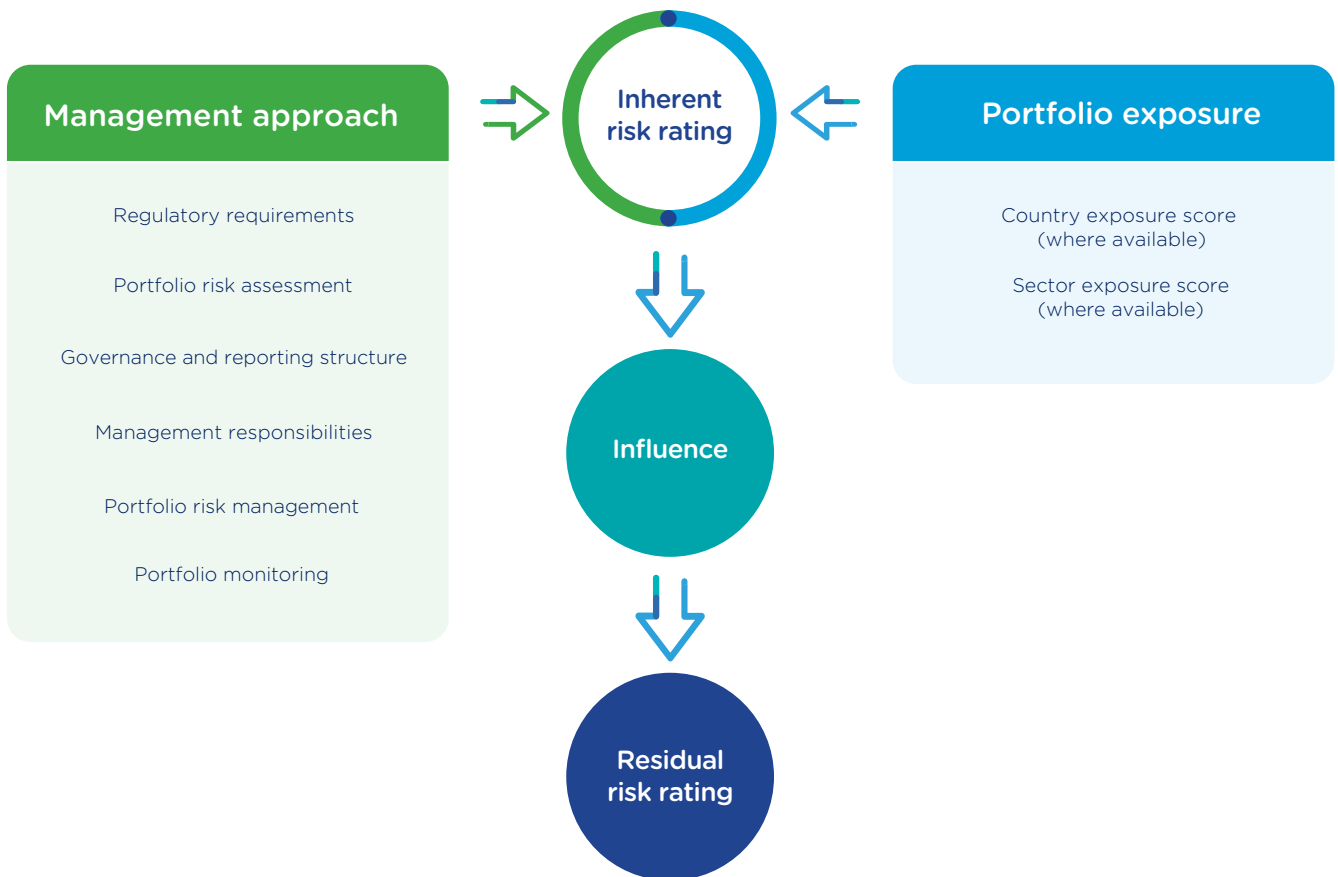 Management approach
Regulatory requirements
Portfolio risk assessment
Governance and reporting structure
Management responsibilities
Portfolio risk management
Portfolio monitoring
Inherent
risk rating
Influence
Residual
risk rating
Portfolio exposure
Country exposure score
(where available)
Sector exposure score
(where available)